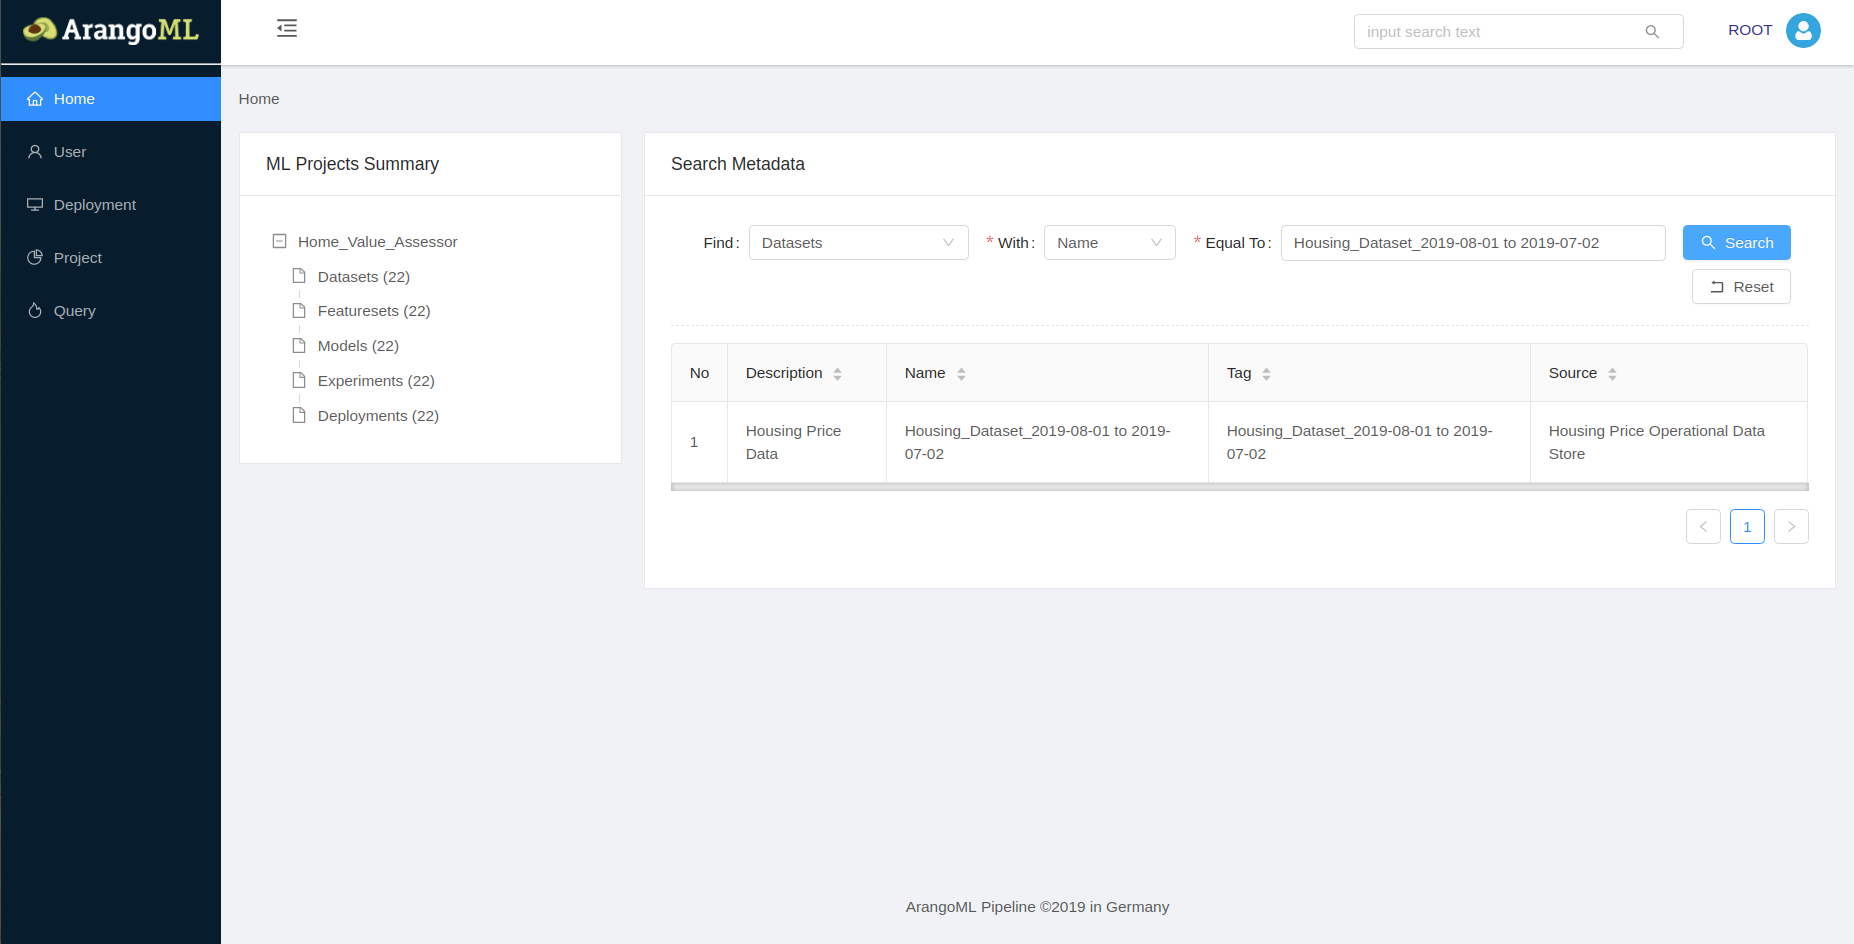 ArangoML
input search text
ROOT
Home
User
Deployment
Project
Query
Home
ML Projects Summary
Home_Value_Assessor
Datasets (22)
Featuresets (22)
Models (22)
Experiments (22)
Deployments (22)
Search Metadata
Find: Datasets * With: Name * Equal To: Housing_Dataset_2019-08-01 to 2019-07-02 Search
Reset
No Description Name Tag Source
1 Housing Price Housing_Dataset_2019-08-01 to 2019- Housing_Dataset_2019-08-01 to 2019- Housing Price Operational Data
Data 07-02 07-02 Store
1
ArangoML Pipeline ©2019 in Germany